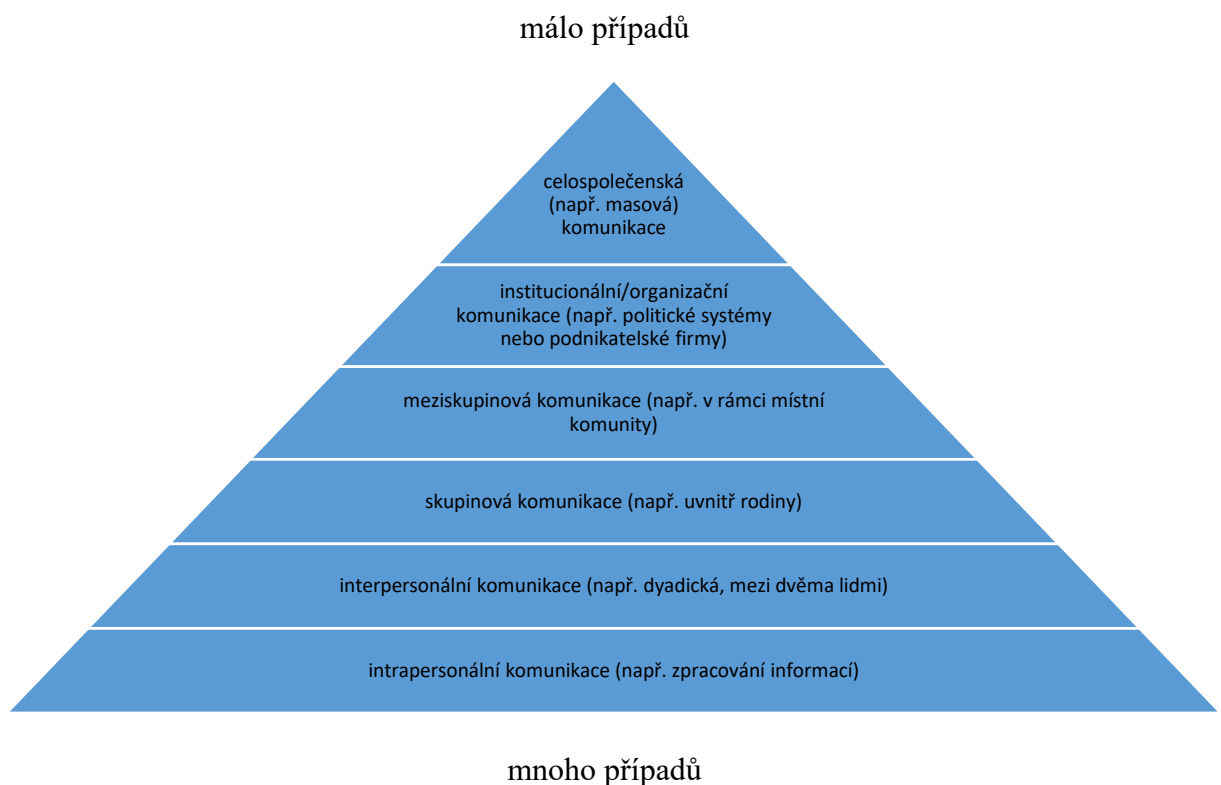 málo případů
celospolečenská
(např. masová)
komunikace
institucionální/organizační
komunikace (např. politické systémy
nebo podnikatelské firmy)
meziskupinová komunikace (např. v rámci místní
komunity)
skupinová komunikace (např. uvnitř rodiny)
interpersonální komunikace (např. dyadická, mezi dvěma lidmi)
intrapersonální komunikace (např. zpracování informací)
mnoho případů